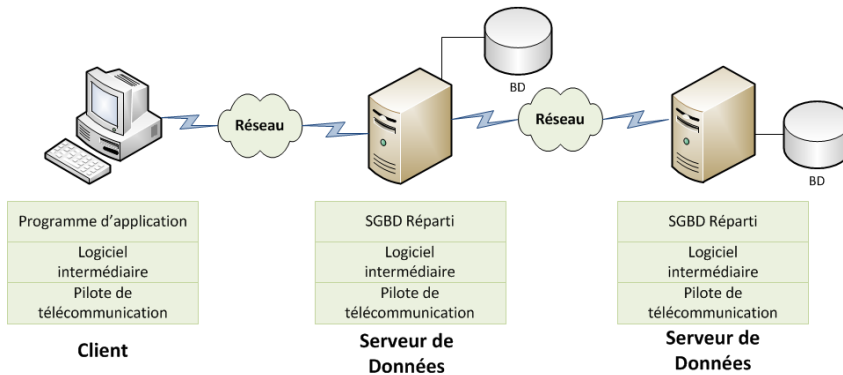 BD
Réseau
Réseau
BD
Programme d'application
Logiciel
intermédiaire
Pilote de
télécommunication
Client
SGBD Réparti
Logiciel
intermédiaire
Pilote de
télécommunication
Serveur de
Données
SGBD Réparti
Logiciel
intermédiaire
Pilote de
télécommunication
Serveur de
Données